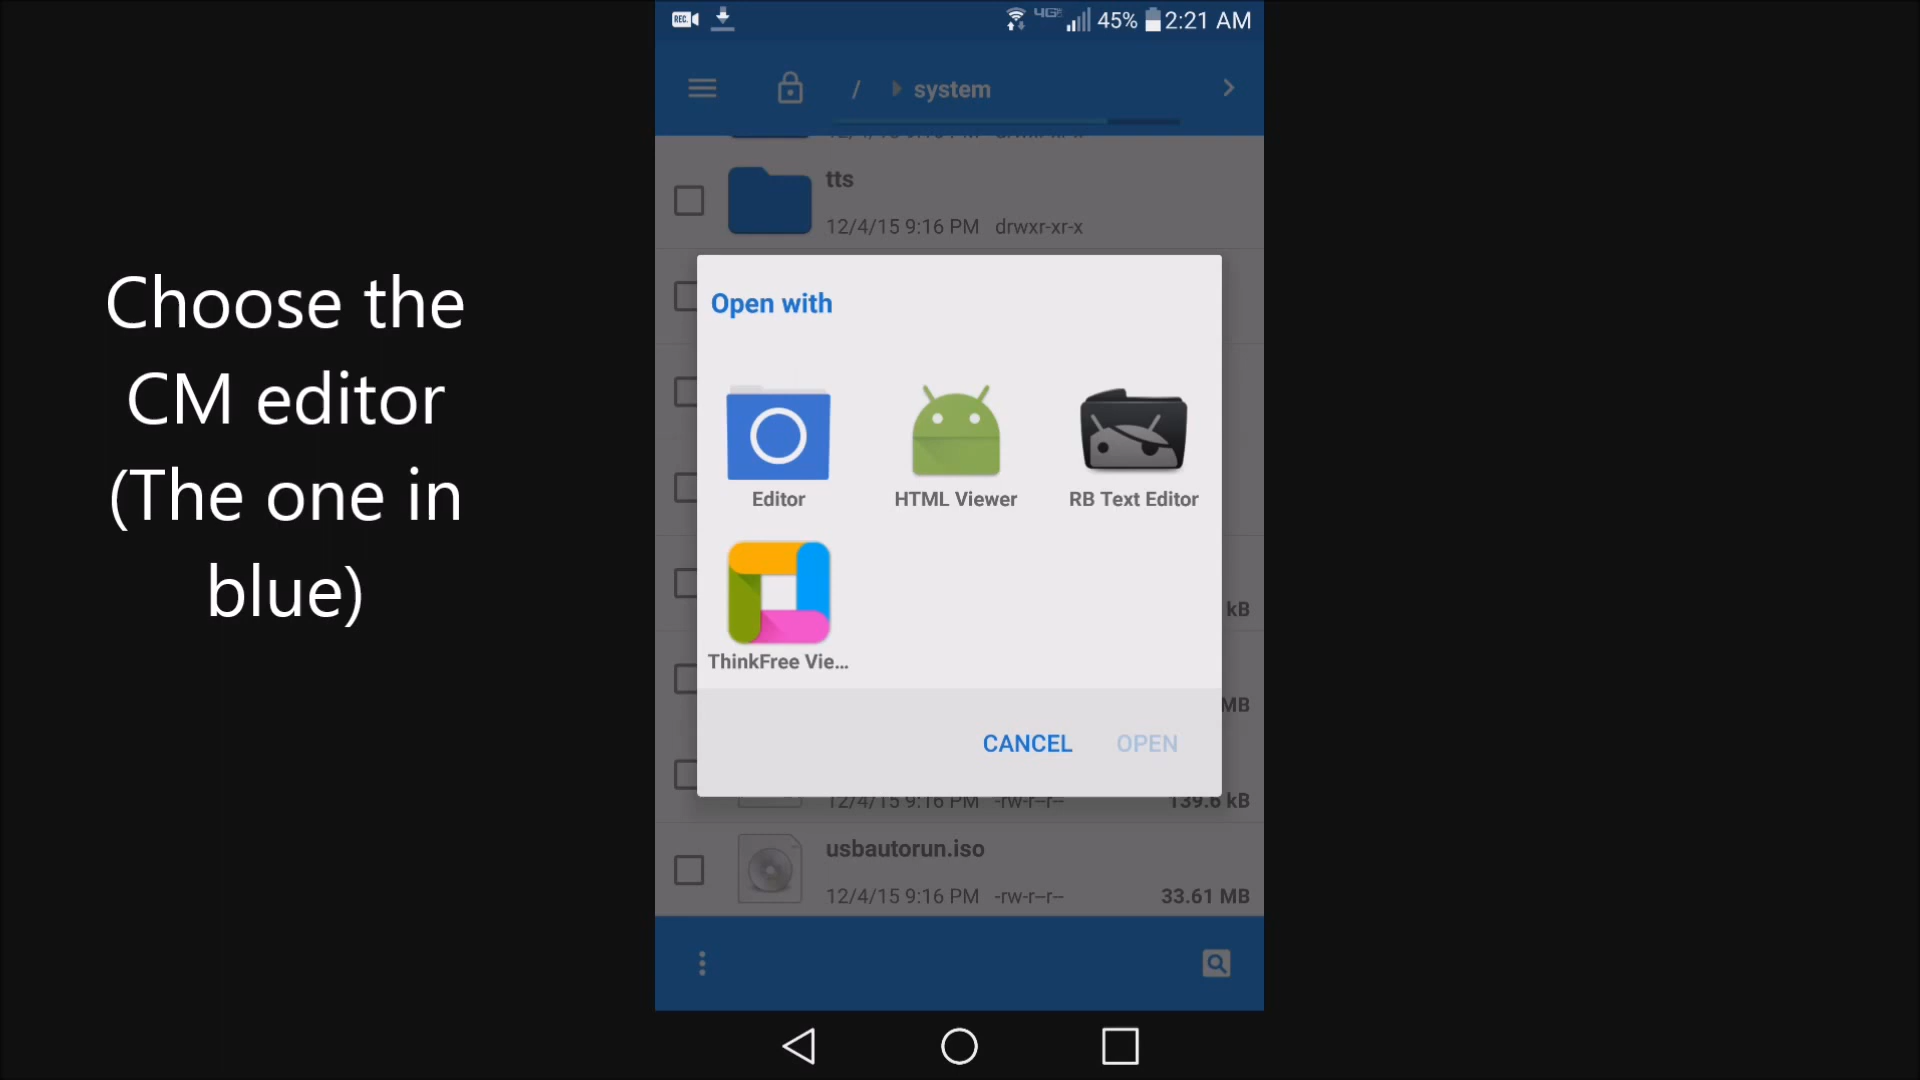 REC.
4G
45%
2:21 AM
/ system
tts
12/4/15 9:16 PM drwxr-xr-x
Choose the
CM editor
(The one in
blue)
Open with
Editor
HTML Viewer
RB Text Editor
ThinkFree Vie...
kB
MB
CANCEL
OPEN
12/4/15 9:16 PM -rw-r--r--
139.6 kB
usbautorun.iso
12/4/15 9:16 PM -rw-r--r--
33.61 MB